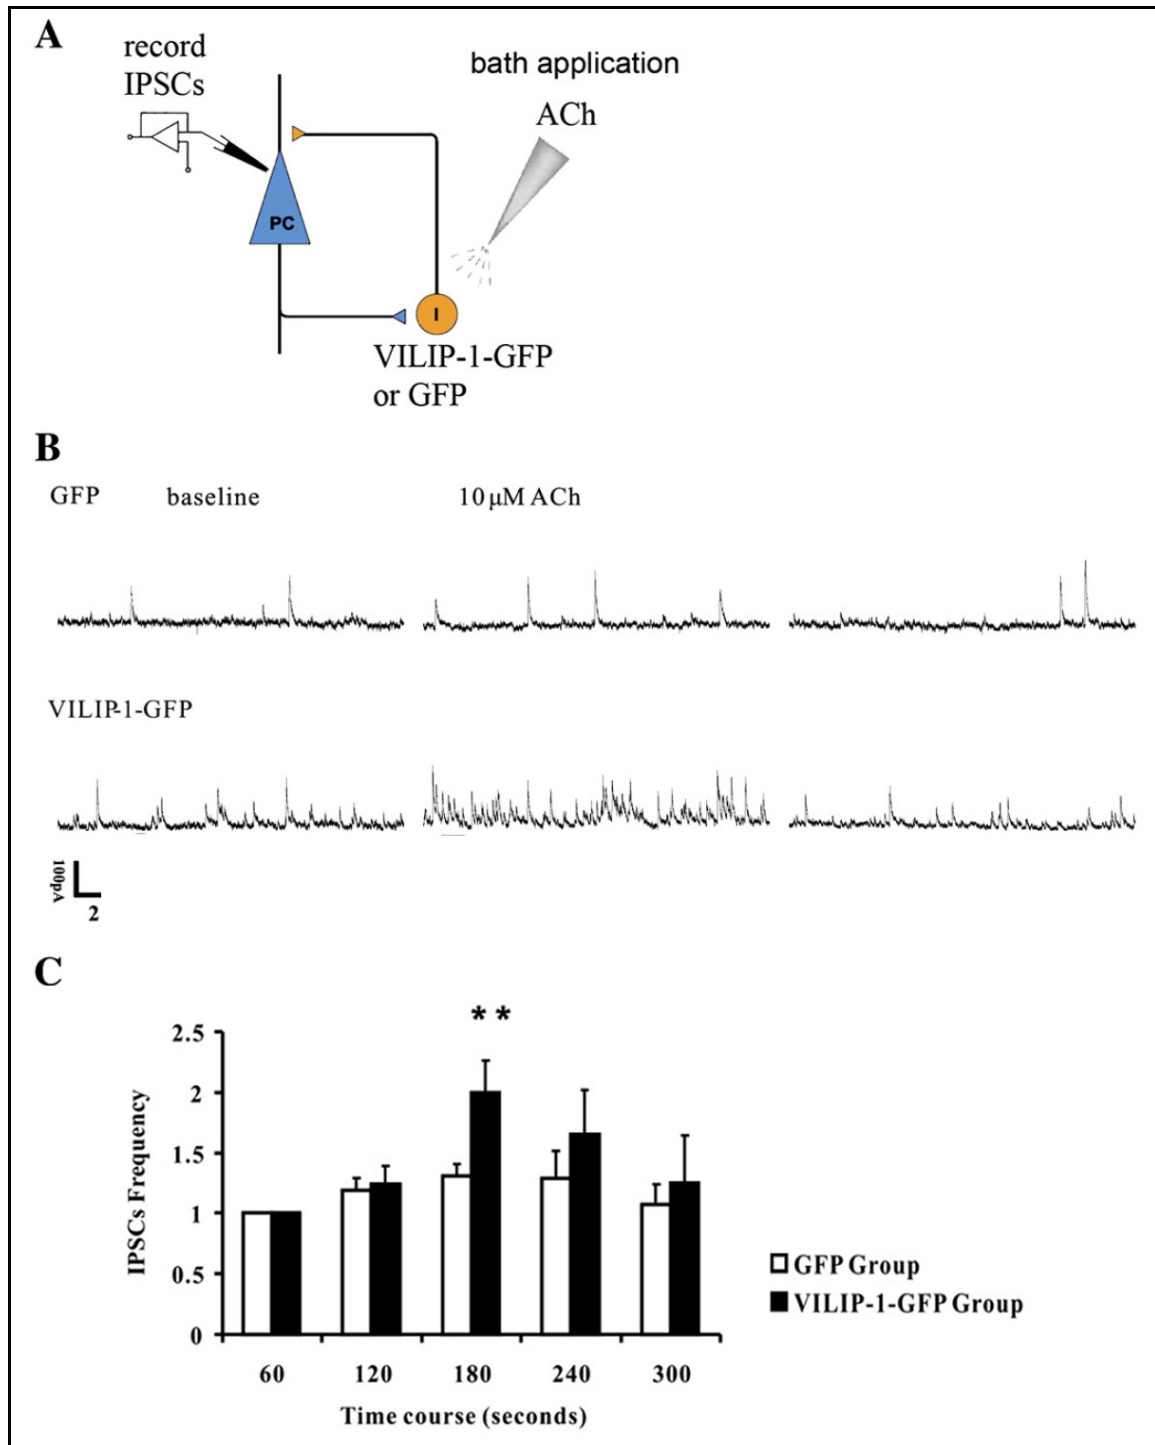 A
record
IPSCs
bath application
ACh
PC
I
VILIP-1-GFP
or GFP
B
GFP baseline 10 µM ACh
VILIP-1-GFP
100pA
2
C
**
2.5
2
1.5
1
0.5
0
IPSCs Frequency
60 120 180 240 300
Time course (seconds)
GFP Group
VILIP-1-GFP Group